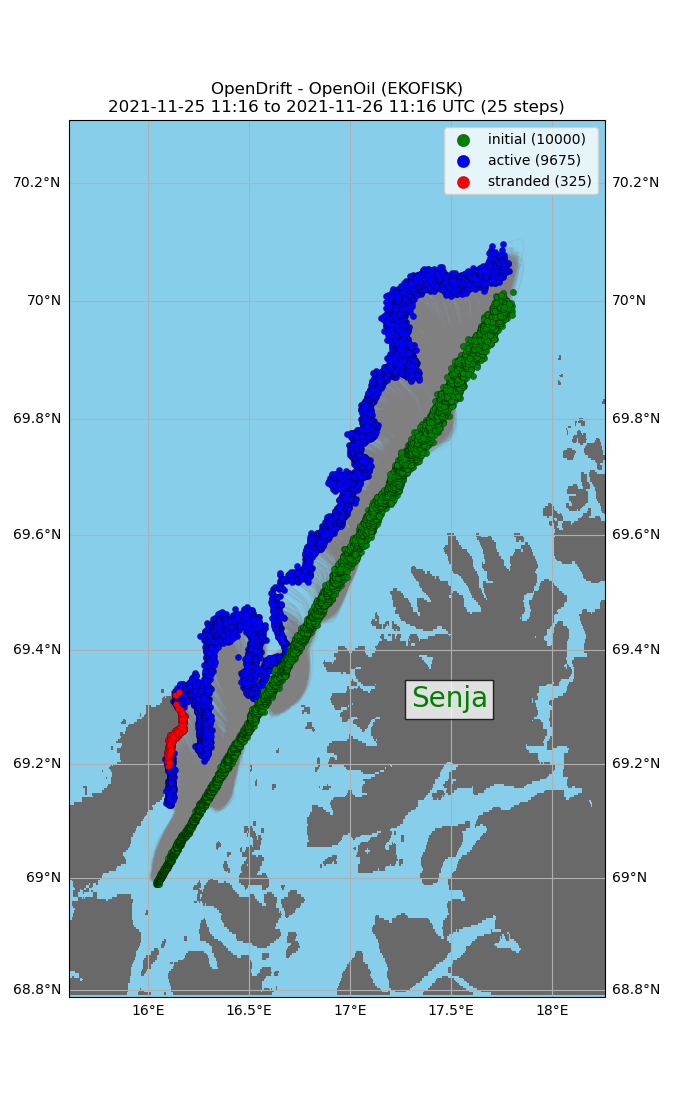 OpenDrift - OpenOil (EKOFISK)
2021-11-25 11:16 to 2021-11-26 11:16 UTC (25 steps)
initial (10000)
active (9675)
stranded (325)
70.2°N 70.2°N
70°N 70°N
69.8°N 69.8°N
69.6°N 69.6°N
69.4°N 69.4°N
Senja
69.2°N 69.2°N
69°N 69°N
68.8°N 68.8°N
16°E 16.5°E 17°E 17.5°E 18°E